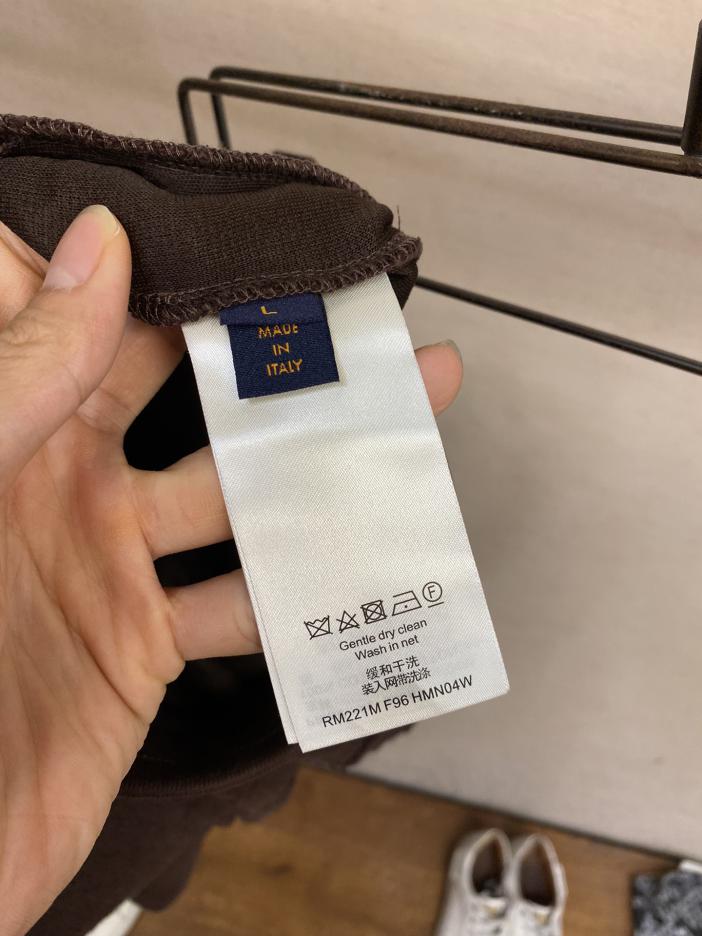 L
MADE
IN
ITALY
F
Gentle dry clean
Wash in net
缓和干洗
装入网带洗涤
RM221M F96 HMN04W